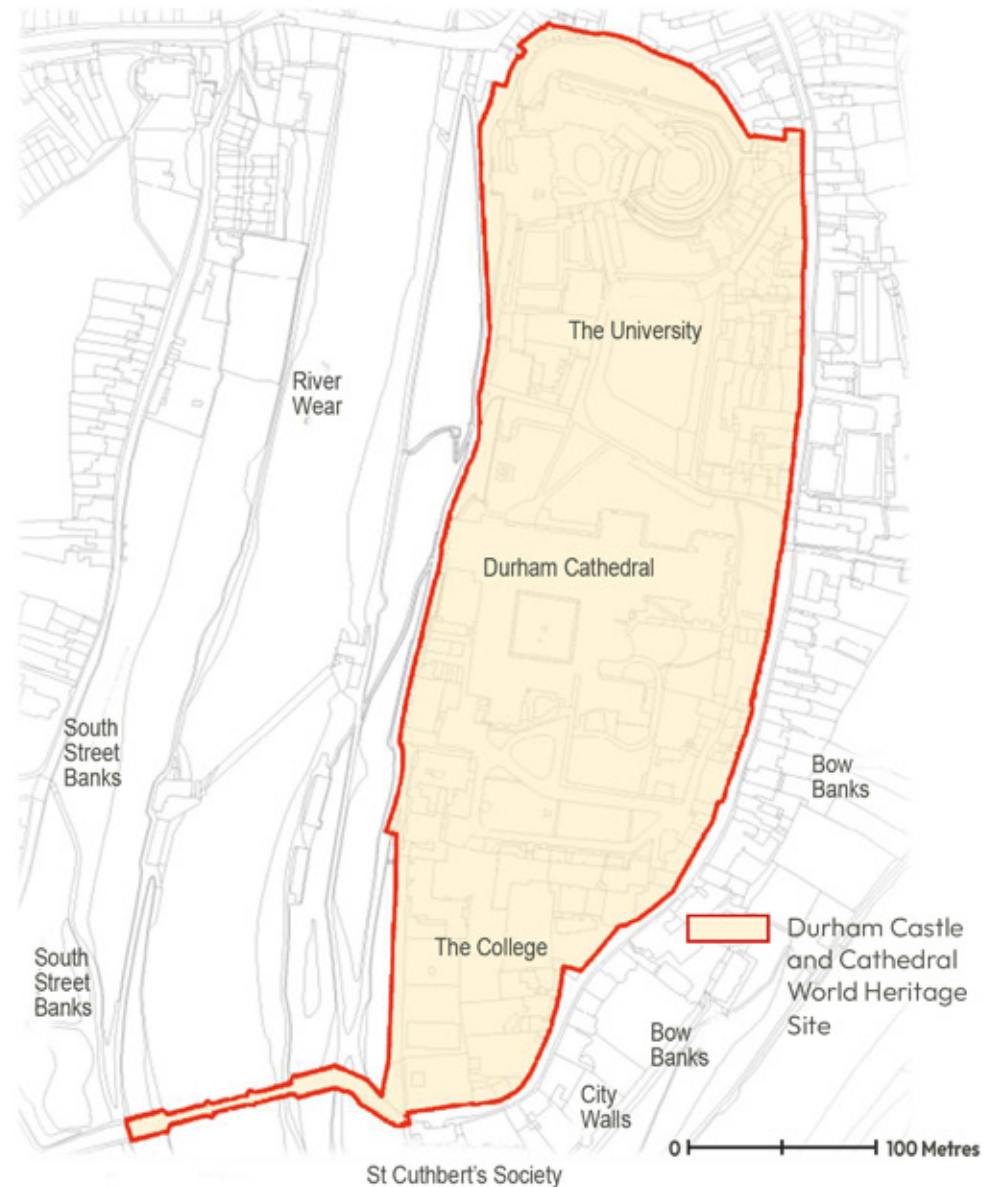 The University
River
Wear
Durham Cathedral
South
Street
Banks
Bow
Banks
The College
Durham Castle
and Cathedral
World Heritage
Site
South
Street
Banks
Bow
Banks
City
Walls
0
100 Metres
St Cuthbert's Society